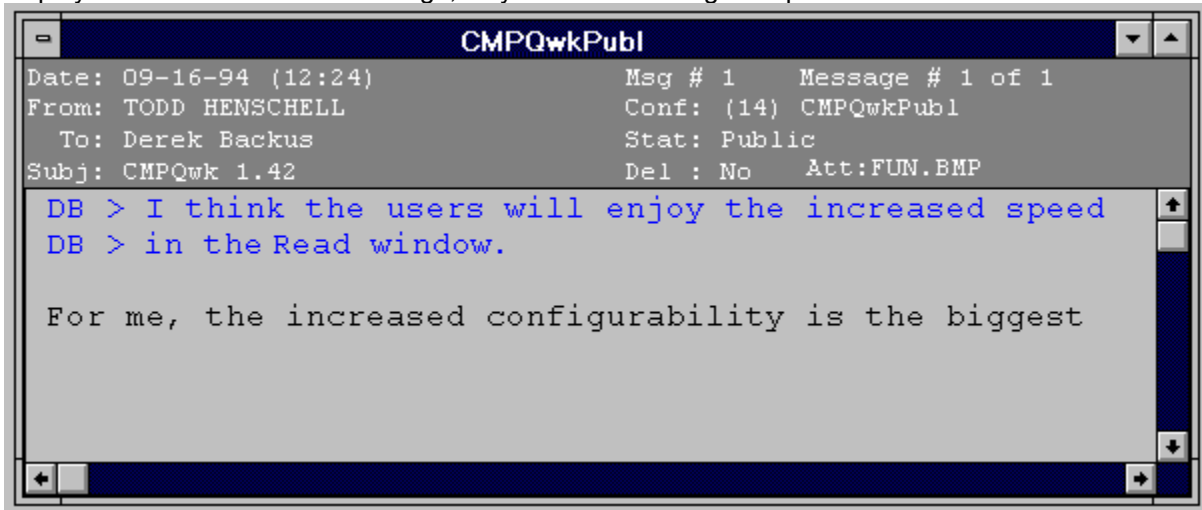 CMPQwkPubl
Date: 09-16-94 (12:24) Msg # 1 Message # 1 of 1
From: TODD HENSCHELL Conf: (14) CMPQwkPubl
To: Derek Backus Stat: Public
Subj: CMPQwk 1.42 Del : No Att:FUN.BMP
DB > I think the users will enjoy the increased speed
DB > in the Read window.
For me, the increased configurability is the biggest